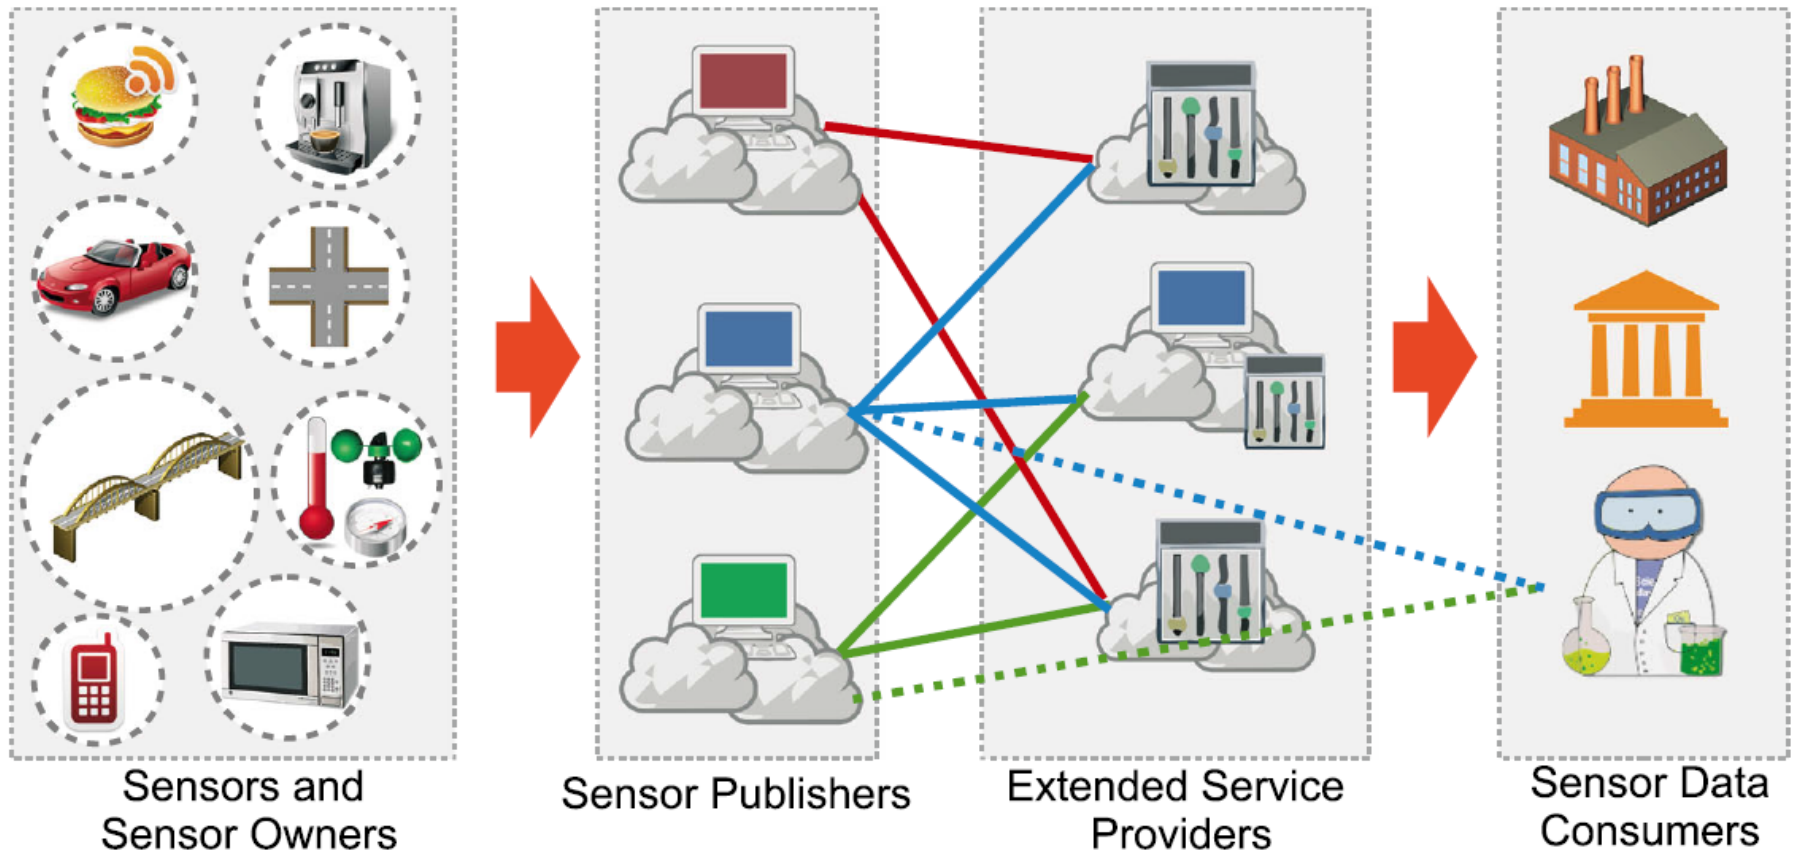 Sensors and
Sensor Owners
Sensor Publishers
Extended Service
Providers
Sensor Data
Consumers